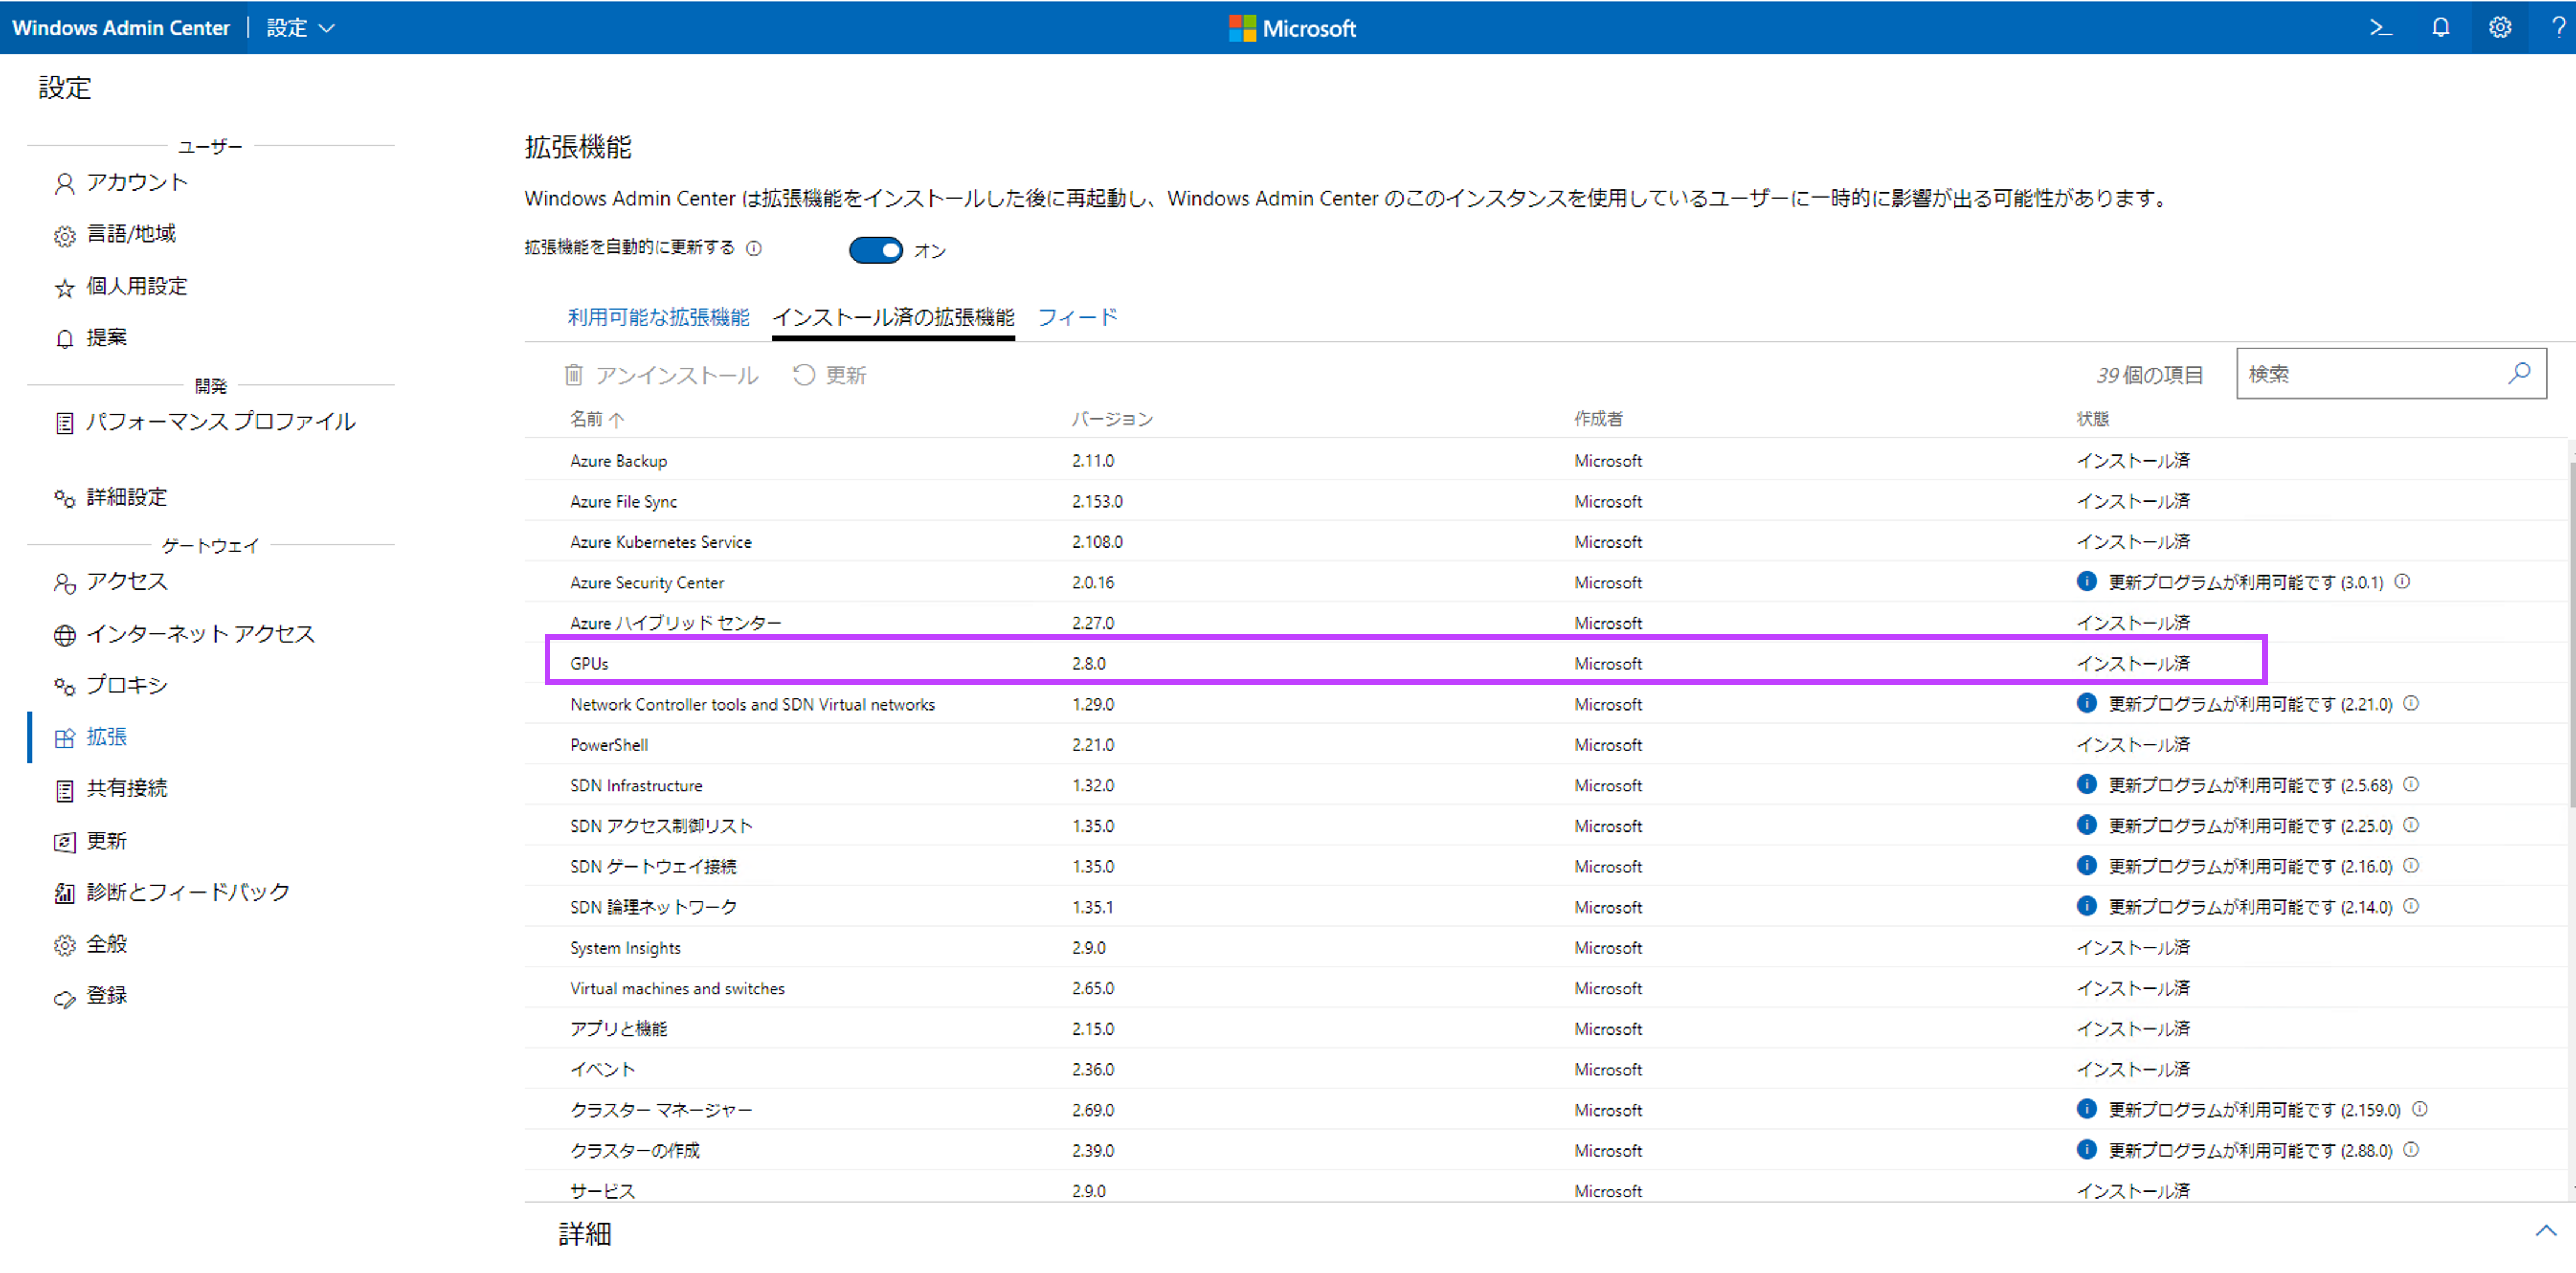 Windows Admin Center
設定
Microsoft
設定
ユーザー
アカウント
言語/地域
個人用設定
提案
開発
パフォーマンス プロファイル
詳細設定
ゲートウェイ
アクセス
インターネット アクセス
プロキシ
拡張
共有接続
更新
診断とフィードバック
全般
登録
拡張機能
Windows Admin Center は拡張機能をインストールした後に再起動し、Windows Admin Center のこのインスタンスを使用しているユーザーに一時的に影響が出る可能性があります。
拡張機能を自動的に更新する オン
利用可能な拡張機能 インストール済の拡張機能 フィード
アンインストール 更新 39 個の項目 検索
名前 バージョン 作成者 状態
Azure Backup 2.11.0 Microsoft インストール済
Azure File Sync 2.153.0 Microsoft インストール済
Azure Kubernetes Service 2.108.0 Microsoft インストール済
Azure Security Center 2.0.16 Microsoft 更新プログラムが利用可能です (3.0.1)
Azure ハイブリッド センター 2.27.0 Microsoft インストール済
GPUs 2.8.0 Microsoft インストール済
Network Controller tools and SDN Virtual networks 1.29.0 Microsoft 更新プログラムが利用可能です (2.21.0)
PowerShell 2.21.0 Microsoft インストール済
SDN Infrastructure 1.32.0 Microsoft 更新プログラムが利用可能です (2.5.68)
SDN アクセス制御リスト 1.35.0 Microsoft 更新プログラムが利用可能です (2.25.0)
SDN ゲートウェイ接続 1.35.0 Microsoft 更新プログラムが利用可能です (2.16.0)
SDN 論理ネットワーク 1.35.1 Microsoft 更新プログラムが利用可能です (2.14.0)
System Insights 2.9.0 Microsoft インストール済
Virtual machines and switches 2.65.0 Microsoft インストール済
アプリと機能 2.15.0 Microsoft インストール済
イベント 2.36.0 Microsoft インストール済
クラスター マネージャー 2.69.0 Microsoft 更新プログラムが利用可能です (2.159.0)
クラスターの作成 2.39.0 Microsoft 更新プログラムが利用可能です (2.88.0)
サービス 2.9.0 Microsoft インストール済
詳細